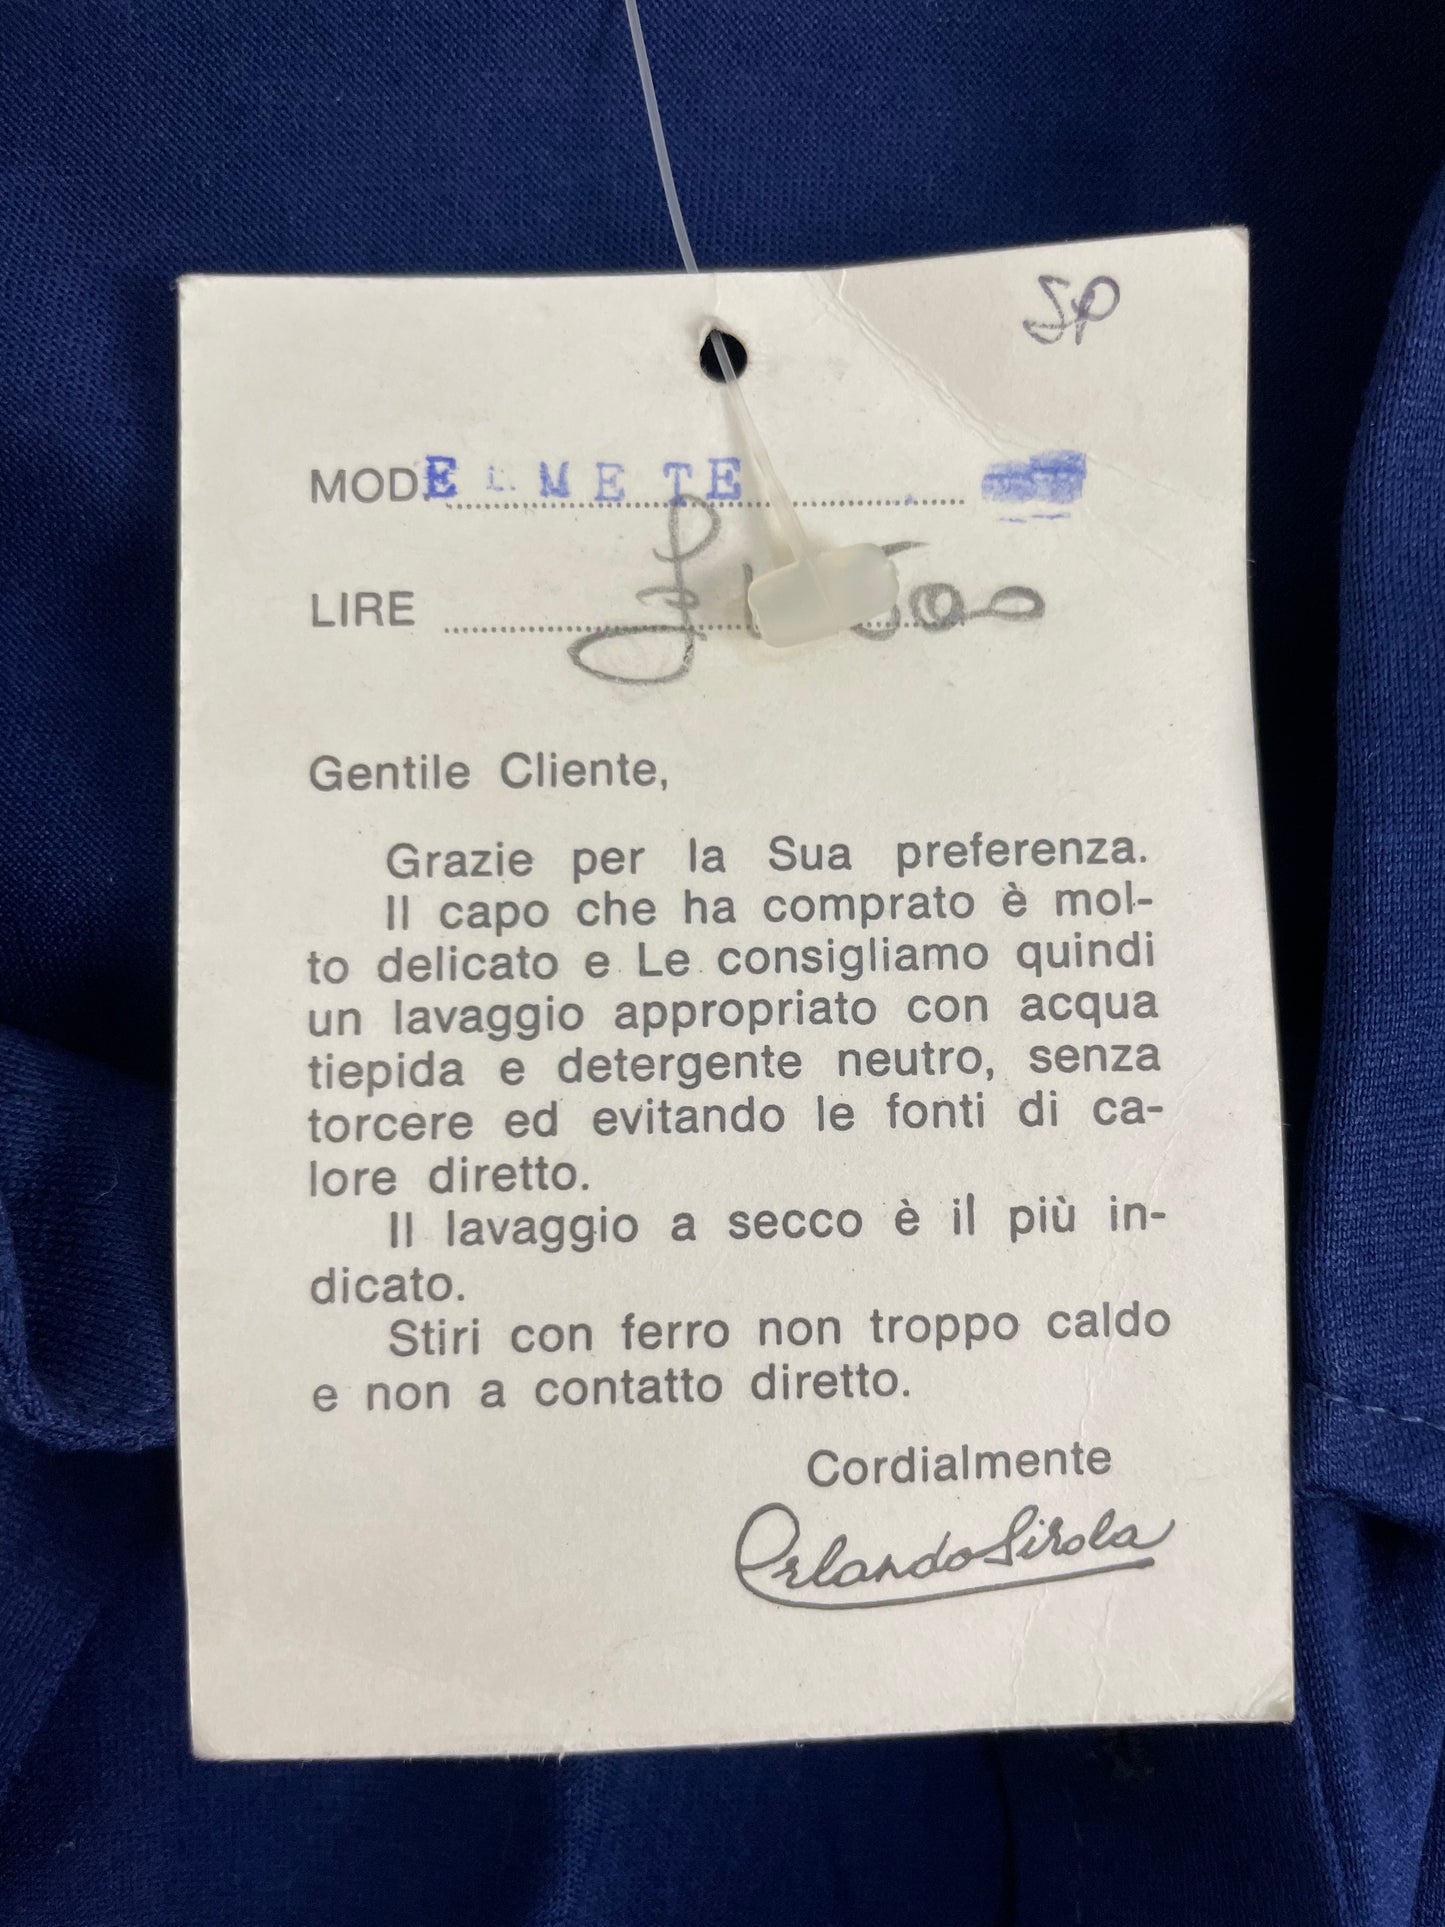 SP
MOD. E L M E T E
LIRE
Gentile Cliente,
Grazie per la Sua preferenza.
Il capo che ha comprato è mol-
to delicato e Le consigliamo quindi
un lavaggio appropriato con acqua
tiepida e detergente neutro, senza
torcere ed evitando le fonti di ca-
lore diretto.
Il lavaggio a secco è il più in-
dicato.
Stiri con ferro non troppo caldo
e non a contatto diretto.
Cordialmente
Orlando Sirola